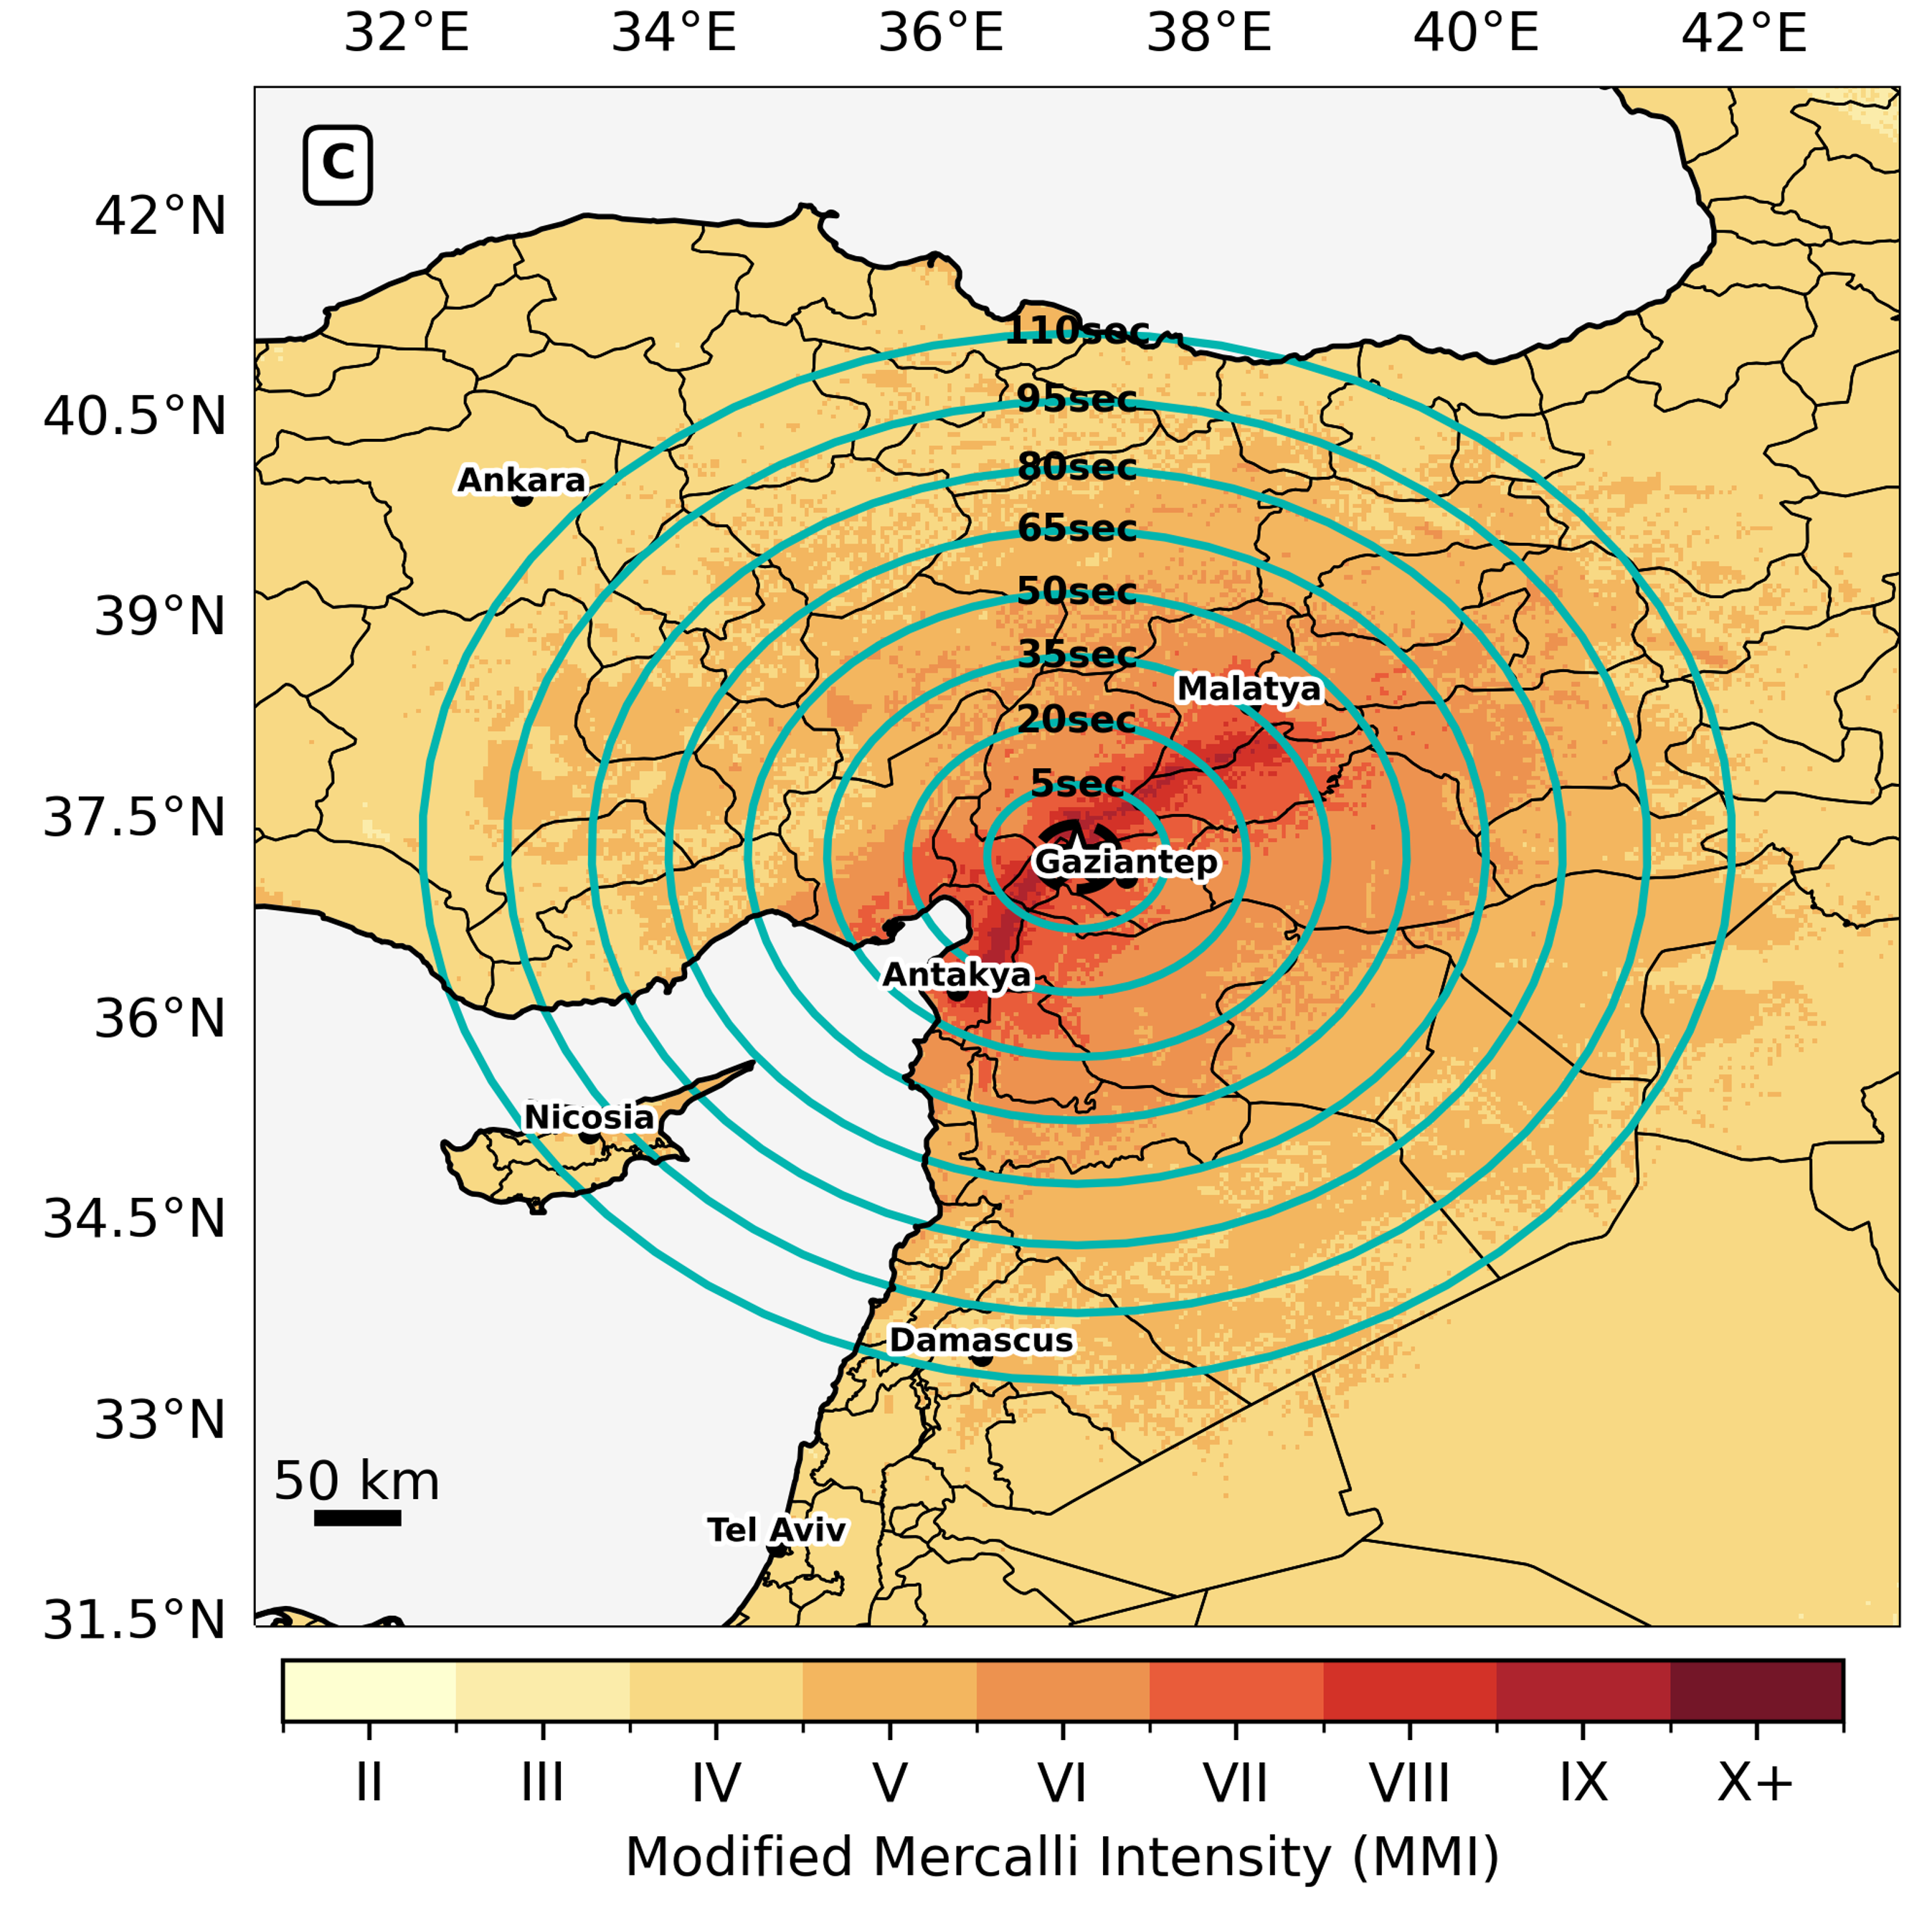 32°E 34°E 36°E 38°E 40°E 42°E
C
42°N
110sec
95sec
40.5°N
80sec
Ankara
65sec
50sec
39°N
35sec
Malatya
20sec
5sec
37.5°N
Gaziantep
Antakya
36°N
Nicosia
34.5°N
Damascus
33°N
50 km
Tel Aviv
31.5°N
II III IV V VI VII VIII IX X+
Modified Mercalli Intensity (MMI)